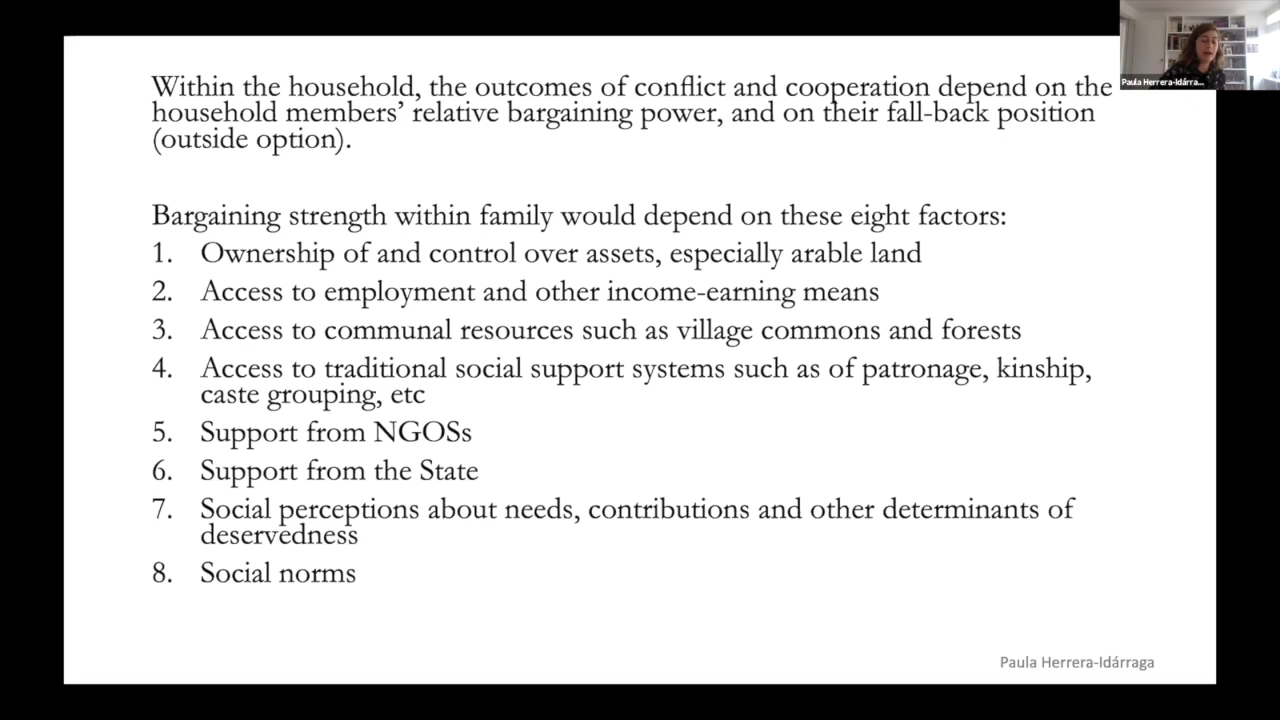 Within the household, the outcomes of conflict and cooperation depend on the
household members' relative bargaining power, and on their fall-back position
(outside option).
Bargaining strength within family would depend on these eight factors:
1. Ownership of and control over assets, especially arable land
2. Access to employment and other income-earning means
3. Access to communal resources such as village commons and forests
4. Access to traditional social support systems such as of patronage, kinship,
caste grouping, etc
5. Support from NGOSs
6. Support from the State
7. Social perceptions about needs, contributions and other determinants of
deservedness
8. Social norms
Paula Herrera-Idárraga
Paula Herrera-Idárra...